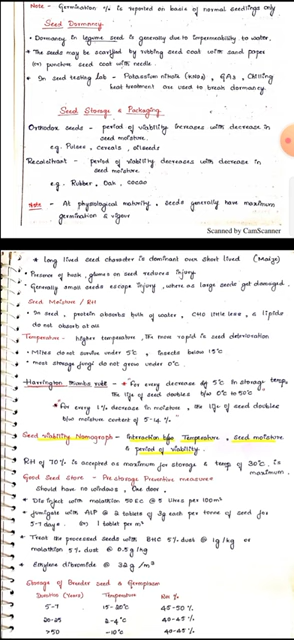 Note - Germination % is reported on basis of normal seedlings only
Seed Dormancy
• Dormancy in legume seed is generally due to impermeability to water.
• The seeds may be scarified by rubbing seed coat with sand paper
(or) puncture seed coat with needle.
• In seed testing lab - Potassium nitrate (KNO3), GA3, Chilling
heat treatment are used to break dormancy.
Seed Storage & Packaging
Orthodox seeds - period of viability increases with decrease in
seed moisture.
e.g. Pulses, Cereals, oilseeds
Recalcitrant - period of viability decreases with decrease in
seed moisture.
e.g. Rubber, Oak, cocao
Note - At physiological maturity, seeds generally have maximum
germination & vigour
Scanned by CamScanner
* long lived seed character is dominant over short lived (Maize)
• Presence of husk, glumes on seed reduces injury
• Generally small seeds escape injury, where as large seeds get damaged.
Seed Moisture / RH
• In seed, protein absorbs bulk of water, CHO little less, & lipids
do not absorb at all
Temperature - higher temperature, the more rapid is seed deterioration
• Mites do not survive under 5°C, insects below 15°C
• most storage fungi do not grow under 0°C
Harrington thumbs rule - * For every decrease of 5°C in storage temp,
the life of seed doubles b/w 0°C to 50°C
* For every 1% decrease in moisture, the life of seed doubles
b/w moisture content of 5-14%.
Seed viability Nomograph - Interaction b/w Temperature, seed moisture
& period of viability.
RH of 70% is accepted as maximum for storage & temp of 30°C is
maximum.
Good Seed Store - Pre storage Preventive measures
Should have no windows, One door.
• Disinfect with malathion 50 EC @ 5 litres per 100m²
• fumigate with ALP @ 2 tablets of 3g each per tonne of seed for
5-7 days. (or) 1 tablet per m³
• Treat the processed seeds with BHC 5% dust @ 1g/kg or
malathion 5% dust @ 0.5g/kg
• Ethylene dibromide @ 32g/m³
Storage of Breeder seed & Germplasm
Duration (Years) Temperature RH %
5-7 15-20°C 45-50%
20-25 2-4°C 40-45%
>50 -10°C 40-45%